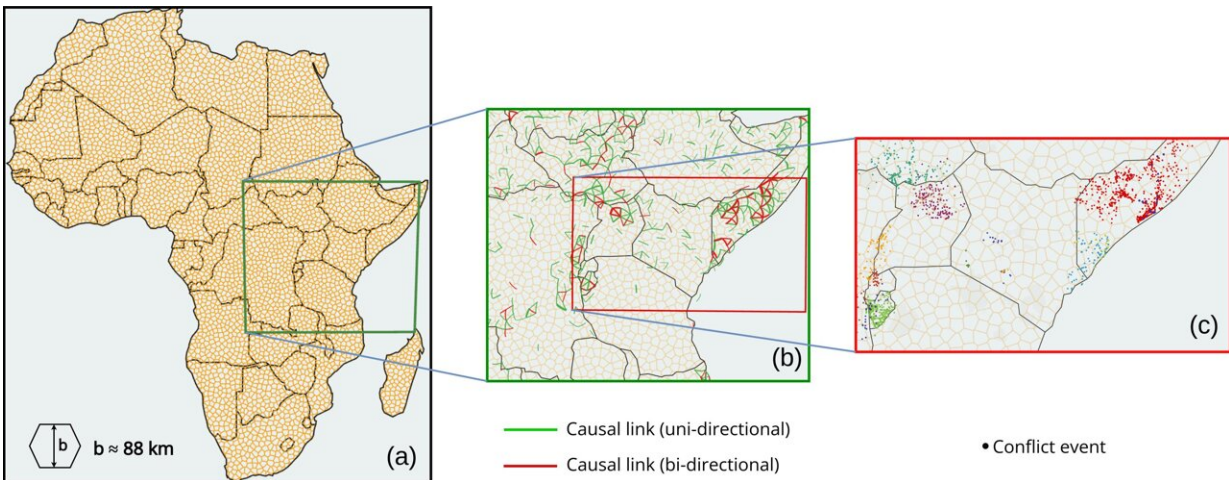 b
b ≈ 88 km
(a)
(b)
(c)
Causal link (uni-directional)
Causal link (bi-directional)
Conflict event